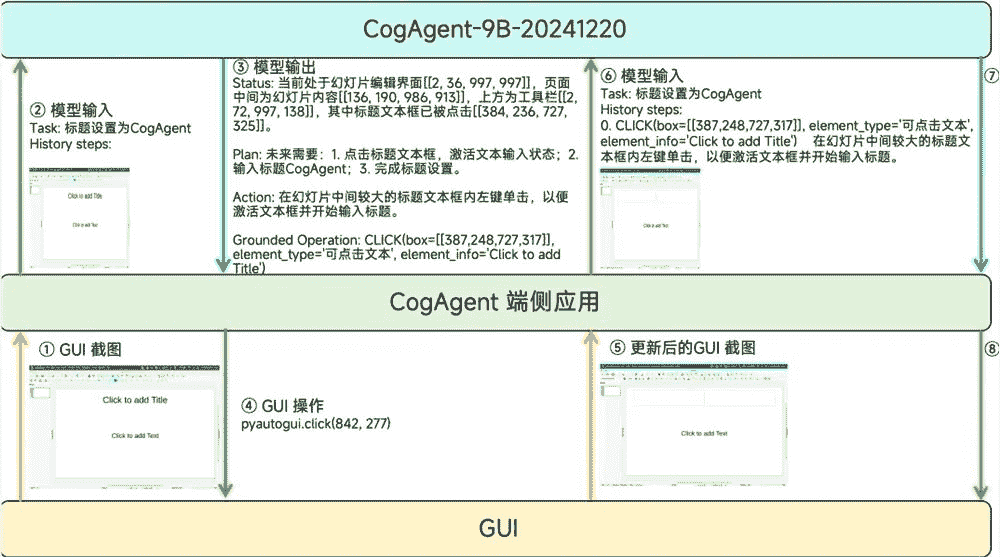 CogAgent-9B-20241220
② 模型输入
Task: 标题设置为CogAgent
History steps:
Click to add Title
Click to add Text
③ 模型输出
Status: 当前处于幻灯片编辑界面[[2, 36, 997, 997]]，页面
中间为幻灯片内容[[136, 190, 986, 913]]，上方为工具栏[[2,
72, 997, 138]]，其中标题文本框已被点击[[384, 236, 727,
325]]。
Plan: 未来需要：1. 点击标题文本框，激活文本输入状态；2.
输入标题CogAgent；3. 完成标题设置。
Action: 在幻灯片中间较大的标题文本框内左键单击，以便
激活文本框并开始输入标题。
Grounded Operation: CLICK(box=[[387,248,727,317]],
element_type='可点击文本', element_info='Click to add
Title')
⑥ 模型输入
Task: 标题设置为CogAgent
History steps:
0. CLICK(box=[[387,248,727,317]], element_type='可点击文本',
element_info='Click to add Title') 在幻灯片中间较大的标题文
本框内左键单击，以便激活文本框并开始输入标题。
Click to add Text
⑦
CogAgent 端侧应用
① GUI 截图
Click to add Title
Click to add Text
④ GUI 操作
pyautogui.click(842, 277)
⑤ 更新后的GUI 截图
Click to add Text
⑧
GUI